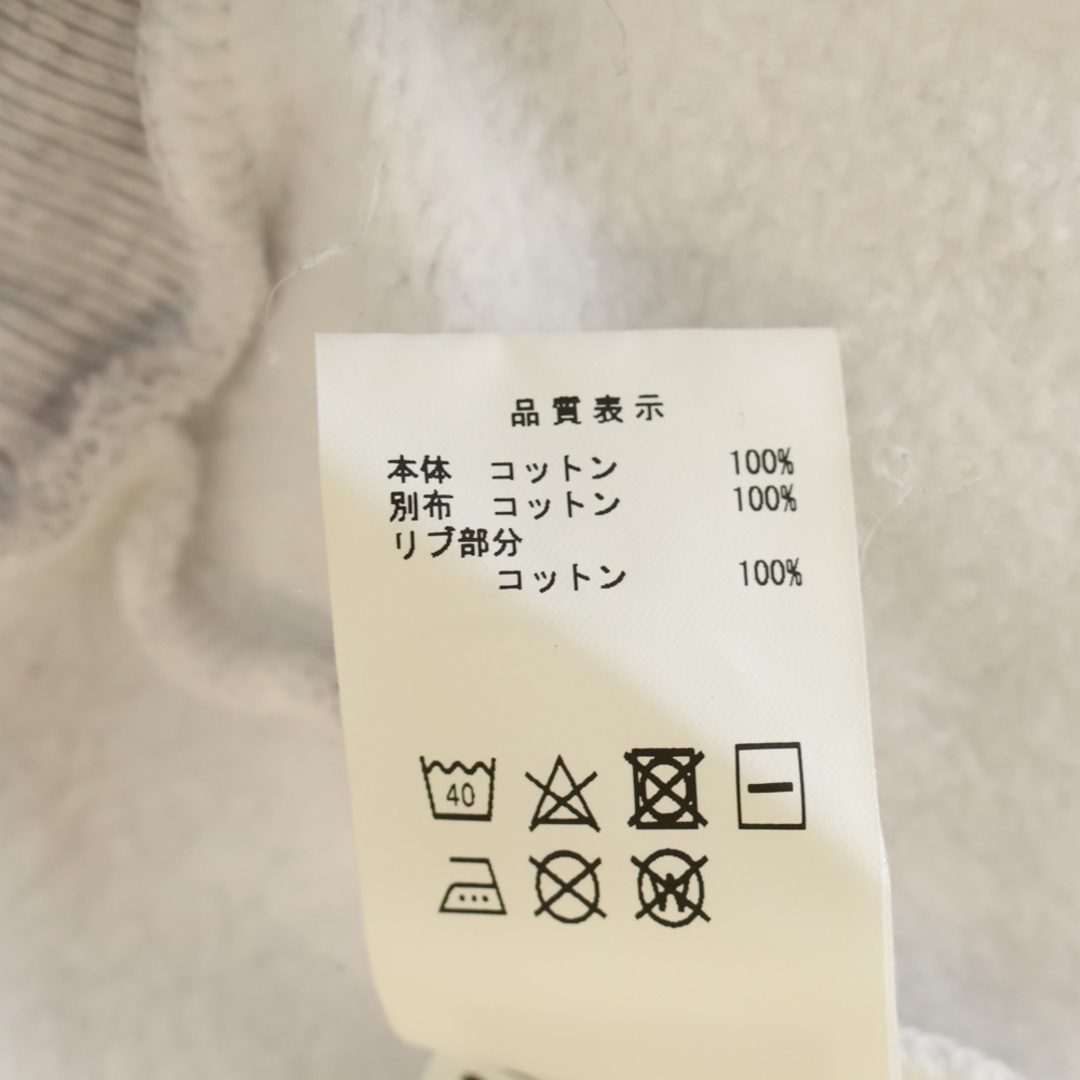 品質表示
本体 コットン 100%
別布 コットン 100%
リブ部分
コットン 100%
40
W